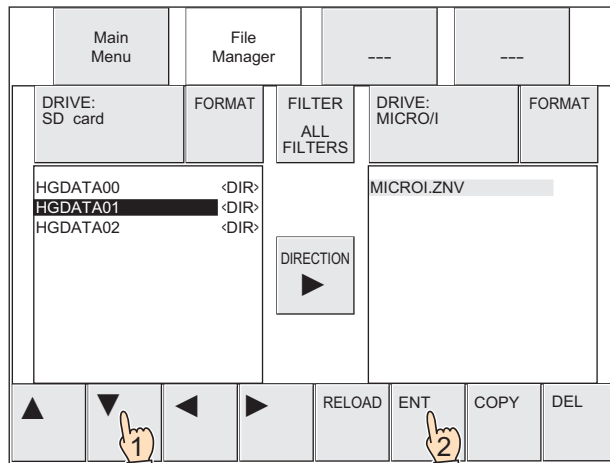 Main
Menu
File
Manager
---
---
DRIVE:
SD card
FORMAT
FILTER
ALL
FILTERS
DRIVE:
MICRO/I
FORMAT
HGDATA00 <DIR>
HGDATA01 <DIR>
HGDATA02 <DIR>
MICROI.ZNV
DIRECTION
▶
▲ ▼ ◀ ▶ RELOAD ENT COPY DEL
1 2